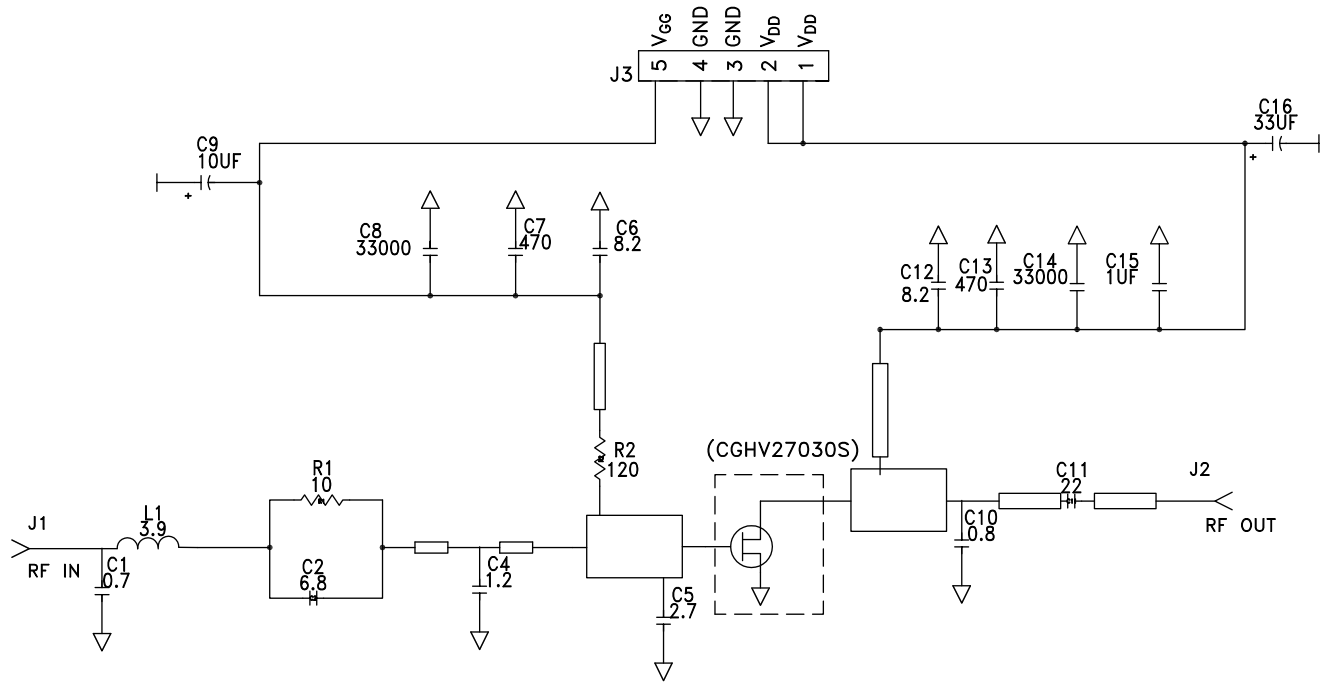 VGG
GND
GND
VDD
VDD
J3
5
4
3
2
1
C16
33UF
+
C9
10UF
+
C8
33000
C7
470
C6
8.2
C12
8.2
C13
470
C14
33000
C15
1UF
(CGHV27030S)
R2
120
R1
10
C11
22
J2
RF OUT
J1
RF IN
L1
3.9
C10
0.8
C1
0.7
C2
6.8
C4
1.2
C5
2.7